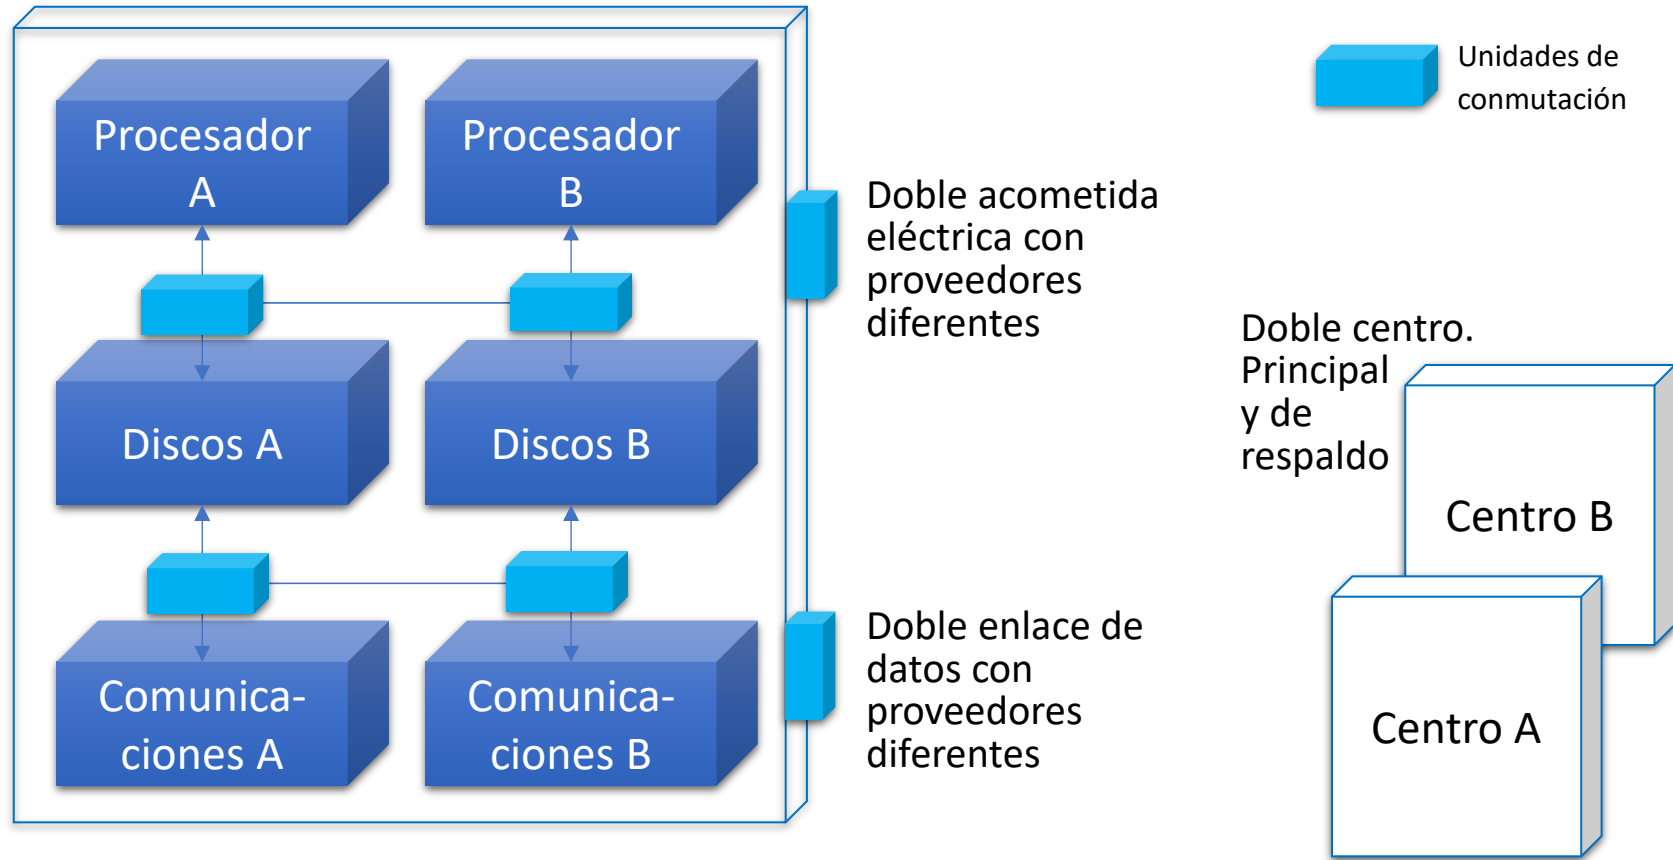 Procesador
A
Procesador
B
Unidades de
conmutación
Doble acometida
eléctrica con
proveedores
diferentes
Discos A
Discos B
Doble centro.
Principal
y de
respaldo
Centro B
Comunica-
ciones A
Comunica-
ciones B
Doble enlace de
datos con
proveedores
diferentes
Centro A